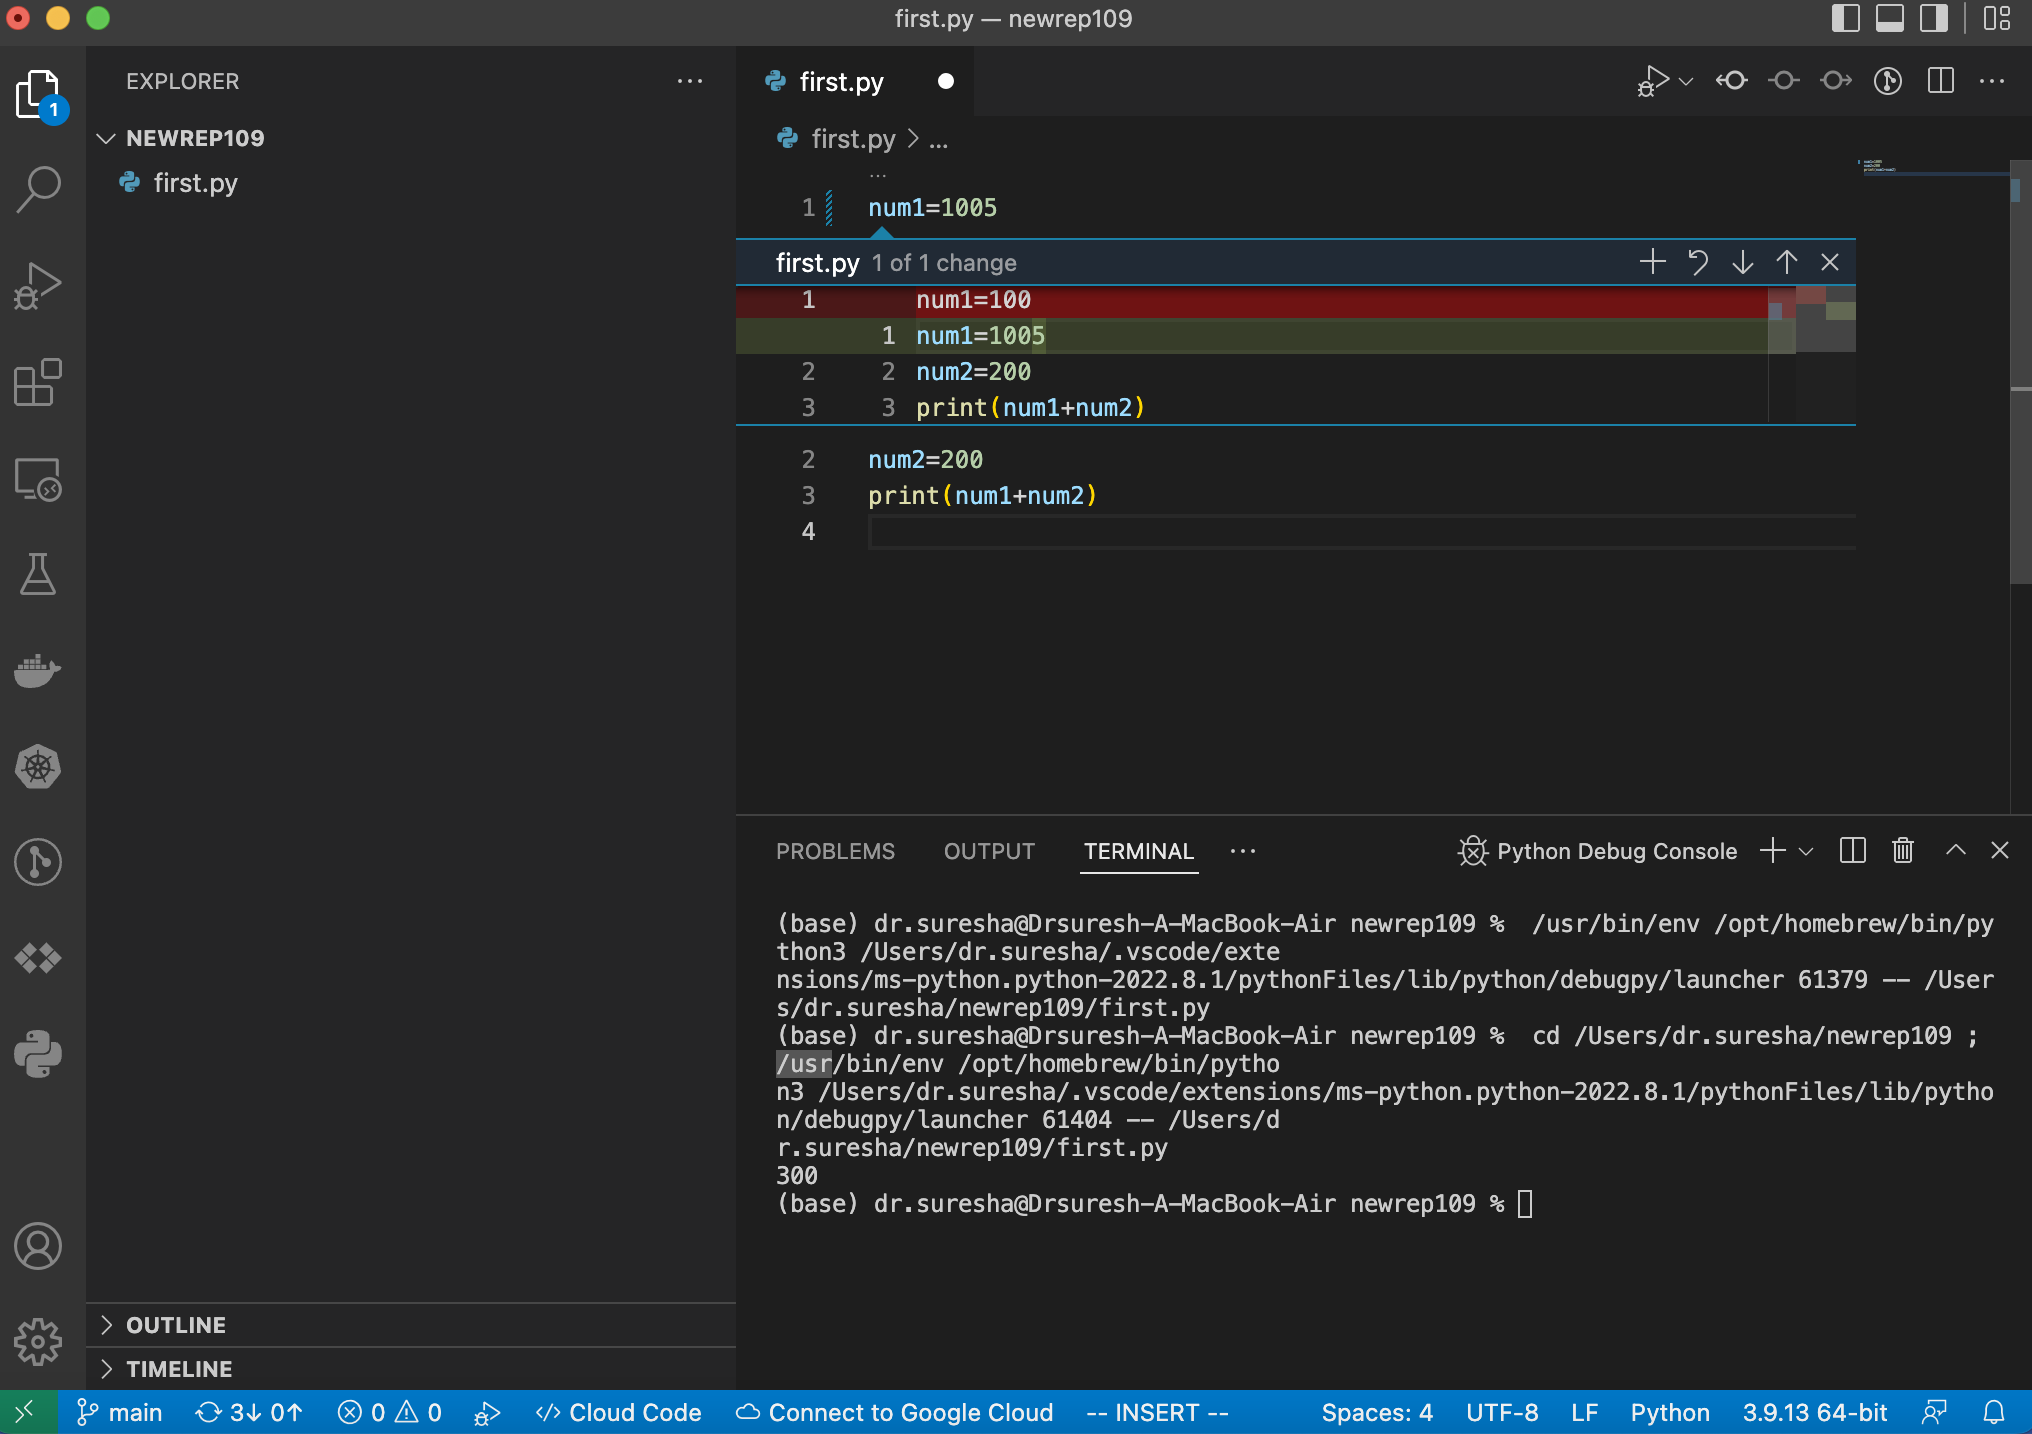 first.py — newrep109
1
EXPLORER
...
NEWREP109
first.py
first.py
first.py > ...
...
1 num1=1005
first.py 1 of 1 change
1 num1=100
1 num1=1005
2 2 num2=200
3 3 print(num1+num2)
2 num2=200
3 print(num1+num2)
4
PROBLEMS OUTPUT TERMINAL ... Python Debug Console
(base) dr.suresha@Drsuresh-A-MacBook-Air newrep109 %  /usr/bin/env /opt/homebrew/bin/py
thon3 /Users/dr.suresha/.vscode/exte
nsions/ms-python.python-2022.8.1/pythonFiles/lib/python/debugpy/launcher 61379 -- /User
s/dr.suresha/newrep109/first.py
(base) dr.suresha@Drsuresh-A-MacBook-Air newrep109 %  cd /Users/dr.suresha/newrep109 ;
/usr/bin/env /opt/homebrew/bin/pytho
n3 /Users/dr.suresha/.vscode/extensions/ms-python.python-2022.8.1/pythonFiles/lib/pytho
n/debugpy/launcher 61404 -- /Users/d
r.suresha/newrep109/first.py
300
(base) dr.suresha@Drsuresh-A-MacBook-Air newrep109 %
OUTLINE
TIMELINE
main 3↓ 0↑ 0 0 </> Cloud Code Connect to Google Cloud -- INSERT -- Spaces: 4 UTF-8 LF Python 3.9.13 64-bit